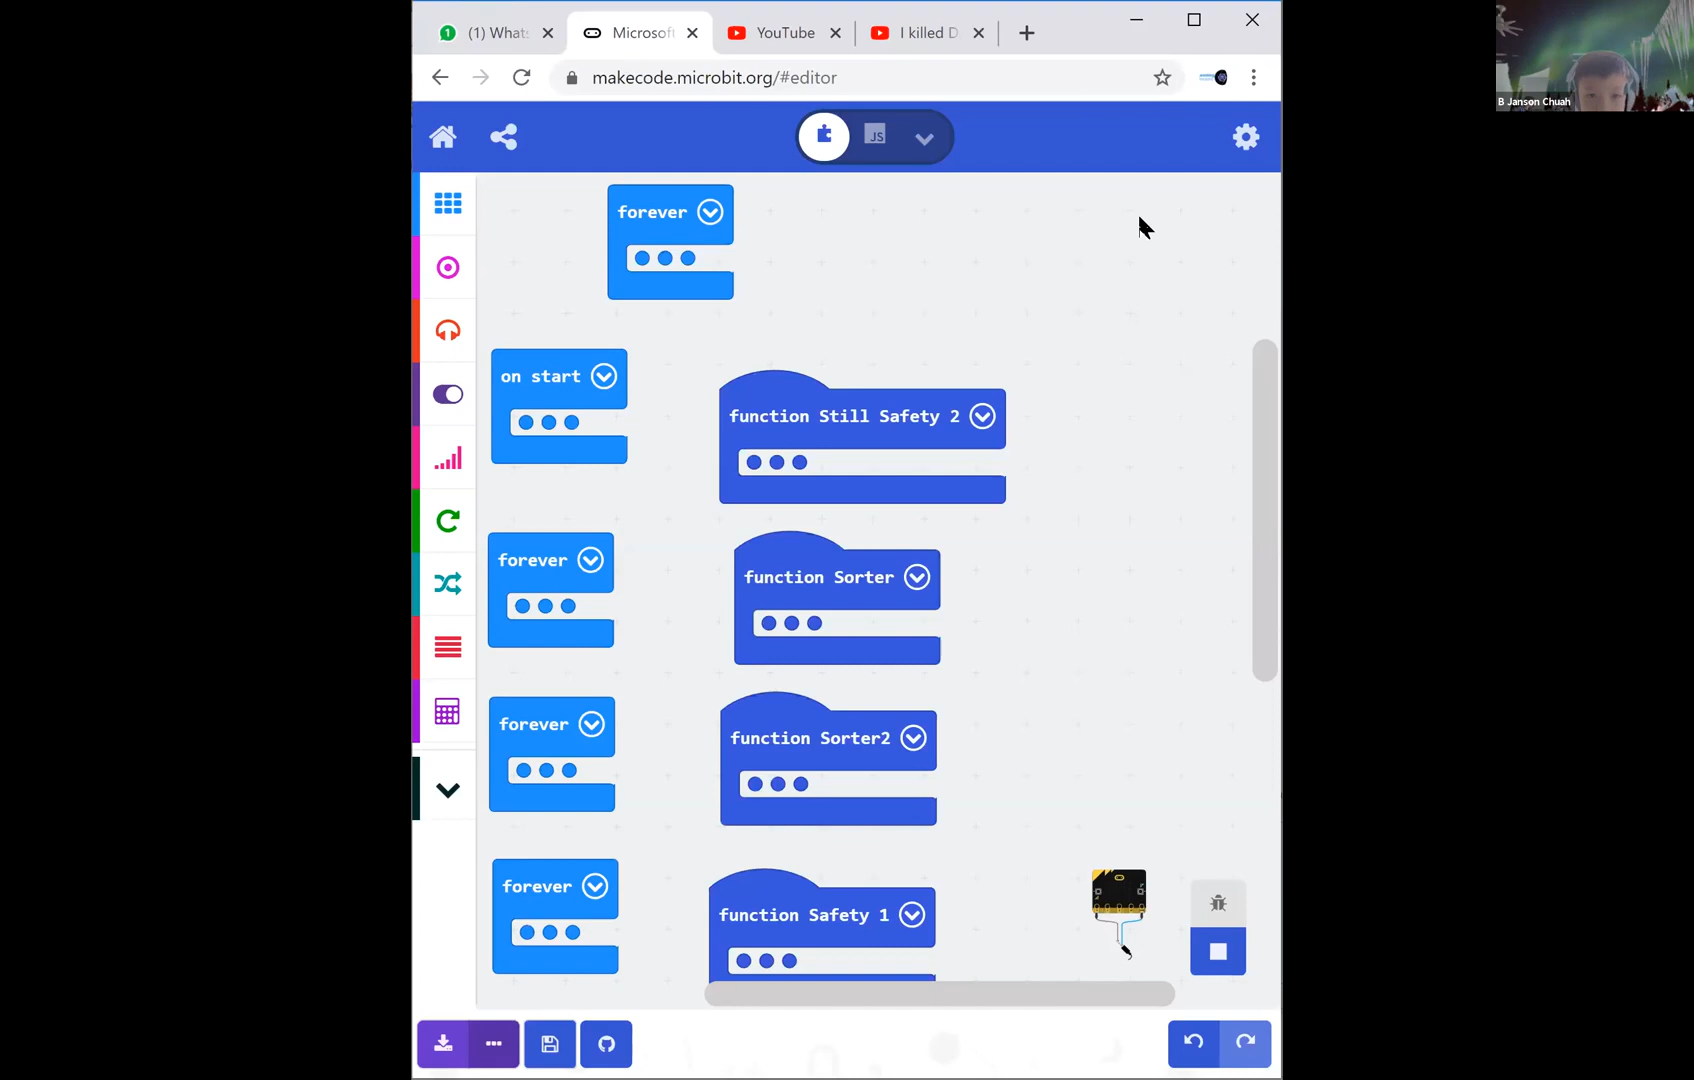 (1) Whats
Microsof
YouTube
I killed D
makecode.microbit.org/#editor
B Janson Chuah
JS
forever
on start
function Still Safety 2
forever
function Sorter
forever
function Sorter2
forever
function Safety 1